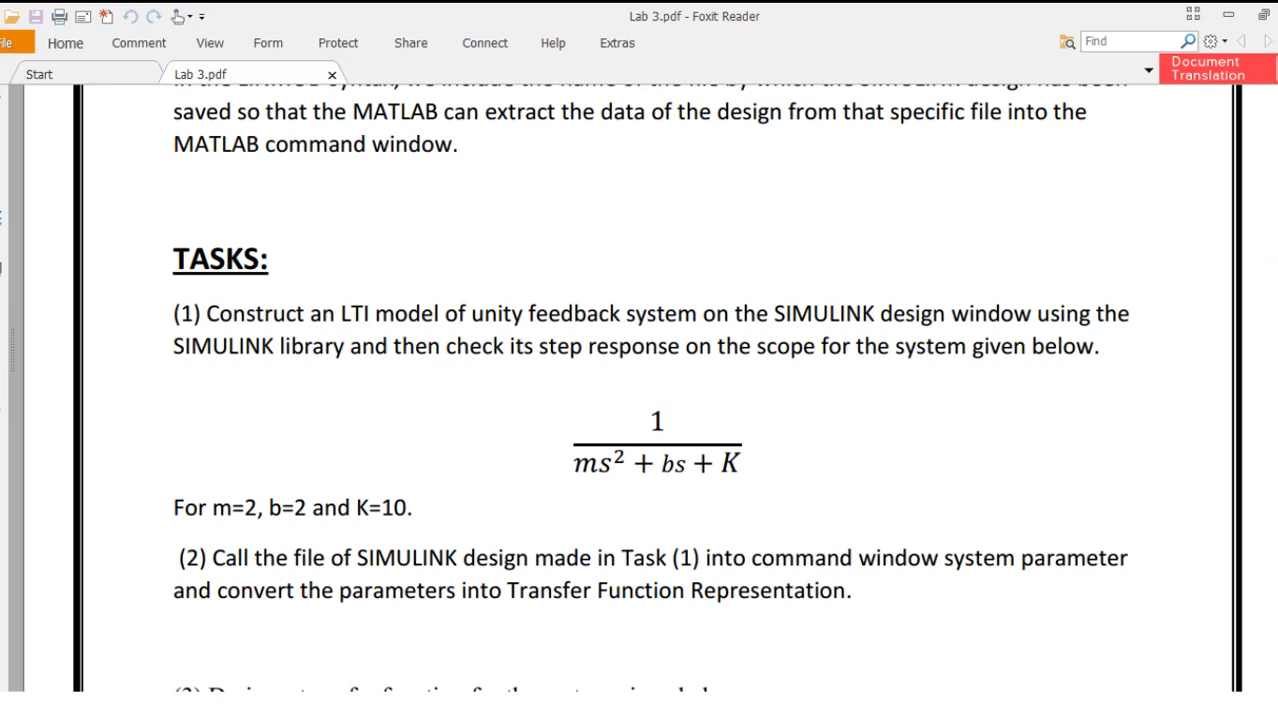 Lab 3.pdf - Foxit Reader
File Home Comment View Form Protect Share Connect Help Extras
Find
Start
Lab 3.pdf
Document
Translation
saved so that the MATLAB can extract the data of the design from that specific file into the
MATLAB command window.
TASKS:
(1) Construct an LTI model of unity feedback system on the SIMULINK design window using the
SIMULINK library and then check its step response on the scope for the system given below.
1
ms² + bs + K
For m=2, b=2 and K=10.
(2) Call the file of SIMULINK design made in Task (1) into command window system parameter
and convert the parameters into Transfer Function Representation.